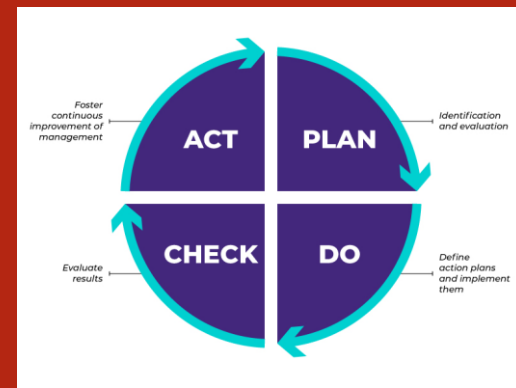 Foster
continuous
improvement of
management
ACT
PLAN
Identification
and evaluation
Evaluate
results
CHECK
DO
Define
action plans
and implement
them